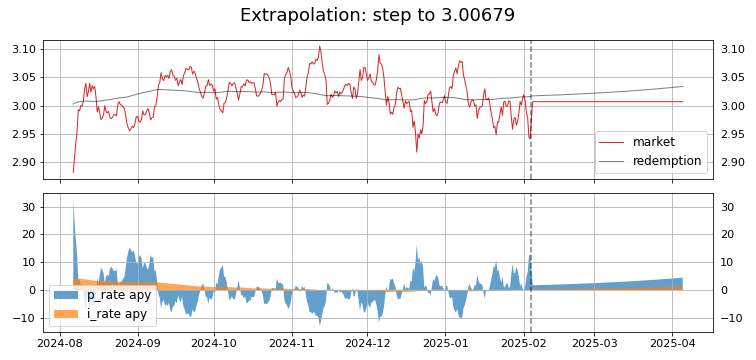 Extrapolation: step to 3.00679
3.10 3.10
3.05 3.05
3.00 3.00
2.95 2.95
2.90 2.90
market
redemption
30 30
20 20
10 10
0 0
−10 −10
p_rate apy
i_rate apy
2024-08 2024-09 2024-10 2024-11 2024-12 2025-01 2025-02 2025-03 2025-04